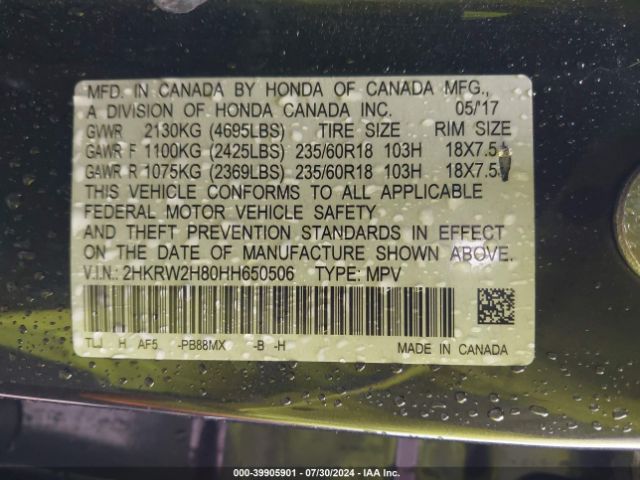 MFD. IN CANADA BY HONDA OF CANADA MFG.,
A DIVISION OF HONDA CANADA INC. 05/'17
GVWR 2130KG (4695LBS) TIRE SIZE RIM SIZE
GAWR F 1100KG (2425LBS) 235/60R18 103H 18X7.5
GAWR R 1075KG (2369LBS) 235/60R18 103H 18X7.5
THIS VEHICLE CONFORMS TO ALL APPLICABLE
FEDERAL MOTOR VEHICLE SAFETY
AND THEFT PREVENTION STANDARDS IN EFFECT
ON THE DATE OF MANUFACTURE SHOWN ABOVE.
V.I.N.: 2HKRW2H80HH650506 TYPE: MPV
TLJ H AF5 -PB88MX -B -H MADE IN CANADA
000-39905901 - 07/30/2024 - IAA Inc.